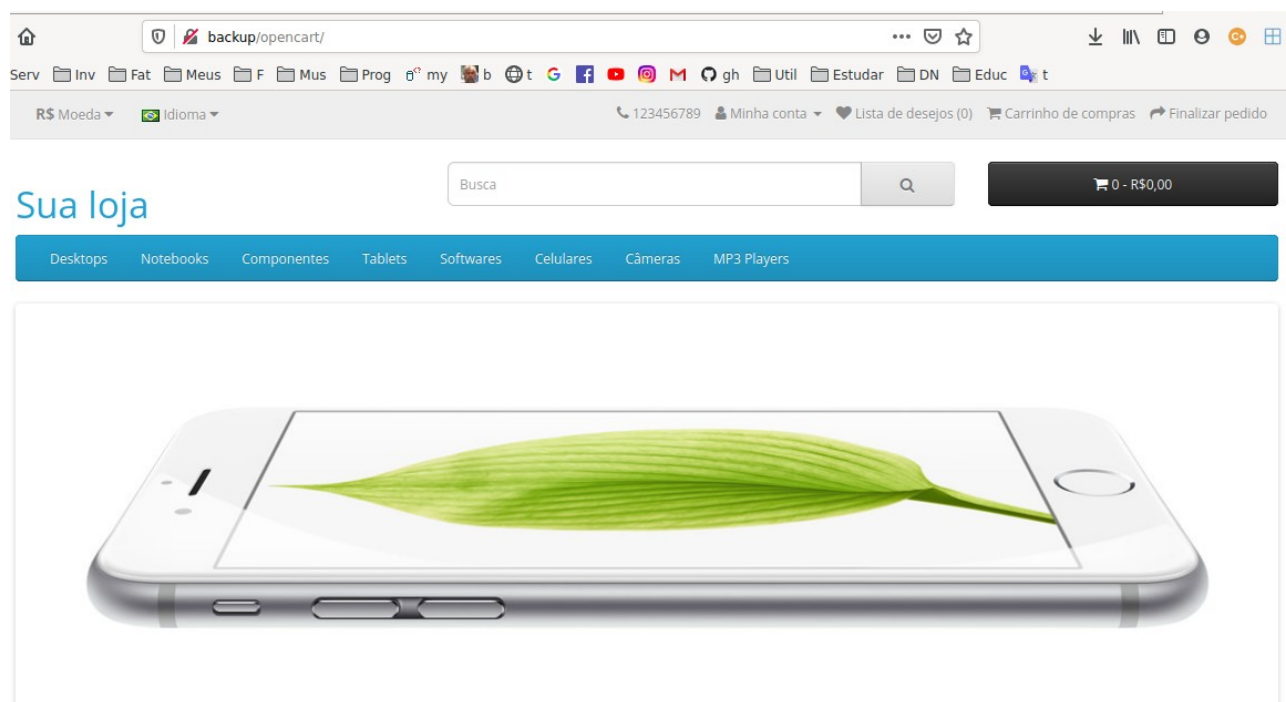 backup/opencart/
Serv Inv Fat Meus F Mus Prog my b t gh Util Estudar DN Educ t
R$ Moeda Idioma 123456789 Minha conta Lista de desejos (0) Carrinho de compras Finalizar pedido
Sua loja Busca 0 - R$0,00
Desktops Notebooks Componentes Tablets Softwares Celulares Câmeras MP3 Players